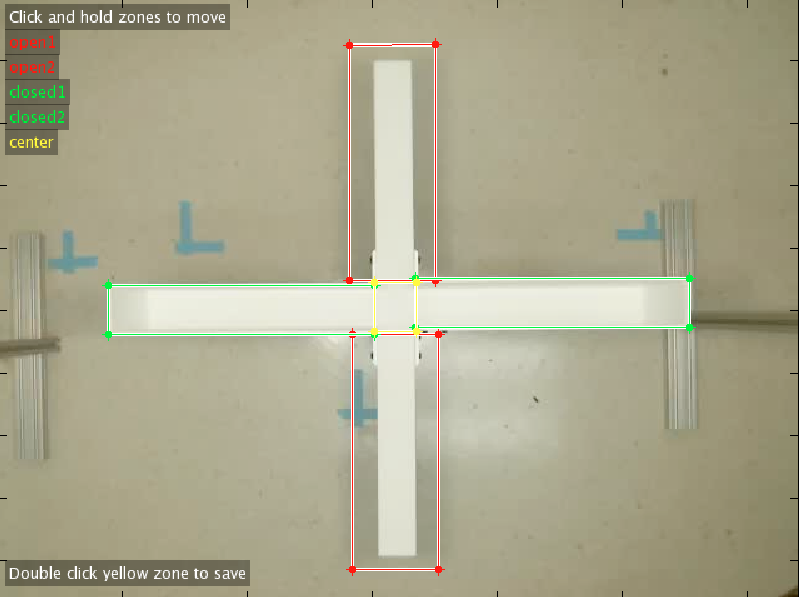 Click and hold zones to move
open1
open2
closed1
closed2
center
Double click yellow zone to save